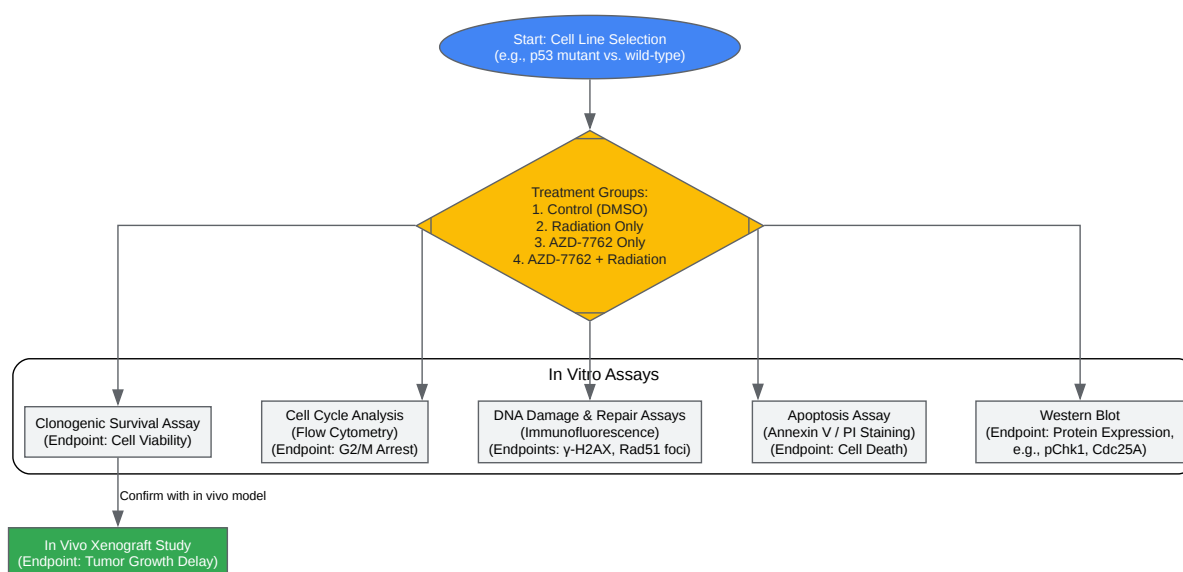 Start: Cell Line Selection
(e.g., p53 mutant vs. wild-type)
Treatment Groups:
1. Control (DMSO)
2. Radiation Only
3. AZD-7762 Only
4. AZD-7762 + Radiation
In Vitro Assays
Clonogenic Survival Assay
(Endpoint: Cell Viability)
Cell Cycle Analysis
(Flow Cytometry)
(Endpoint: G2/M Arrest)
DNA Damage & Repair Assays
(Immunofluorescence)
(Endpoints: γ-H2AX, Rad51 foci)
Apoptosis Assay
(Annexin V / PI Staining)
(Endpoint: Cell Death)
Western Blot
(Endpoint: Protein Expression,
e.g., pChk1, Cdc25A)
Confirm with in vivo model
In Vivo Xenograft Study
(Endpoint: Tumor Growth Delay)